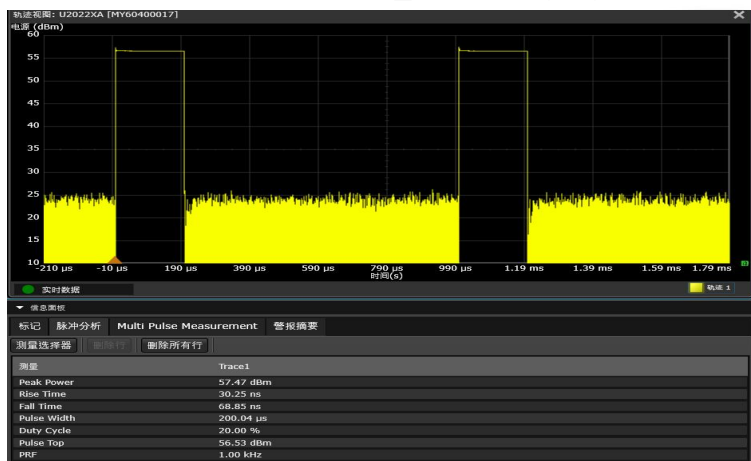 轨迹视图: U2022XA [MY60400017]
电源 (dBm)
60
55
50
45
40
35
30
25
20
15
10
-210 µs -10 µs 190 µs 390 µs 590 µs 790 µs 990 µs 1.19 ms 1.39 ms 1.59 ms 1.79 ms
时间(s)
实时数据 轨迹 1
信息面板
标记 脉冲分析 Multi Pulse Measurement 警报摘要
测量选择器 删除行 删除所有行
测量 Trace1
Peak Power 57.47 dBm
Rise Time 30.25 ns
Fall Time 68.85 ns
Pulse Width 200.04 µs
Duty Cycle 20.00 %
Pulse Top 56.53 dBm
PRF 1.00 kHz